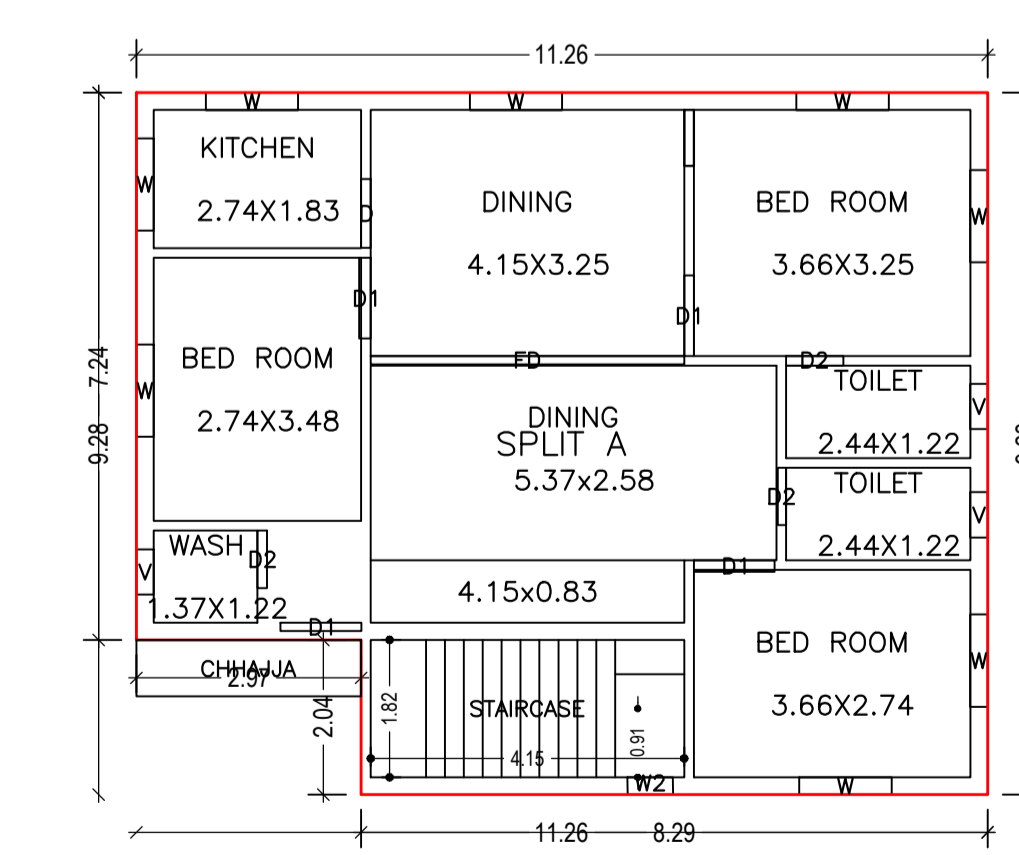 11.26
W W W
KITCHEN
2.74X1.83
W
D
DINING
4.15X3.25
BED ROOM
3.66X3.25
W
D1
D1
7.24
9.28
BED ROOM
2.74X3.48
W
FD
D2
TOILET
2.44X1.22
V
DINING
SPLIT A
5.37x2.58
D2
TOILET
2.44X1.22
V
WASH
D2
V
1.37X1.22
D1
4.15x0.83
D1
BED ROOM
3.66X2.74
W
CHHAJJA
2.97
2.04
1.82
STAIRCASE
0.91
4.15
W2
W
11.26 8.29